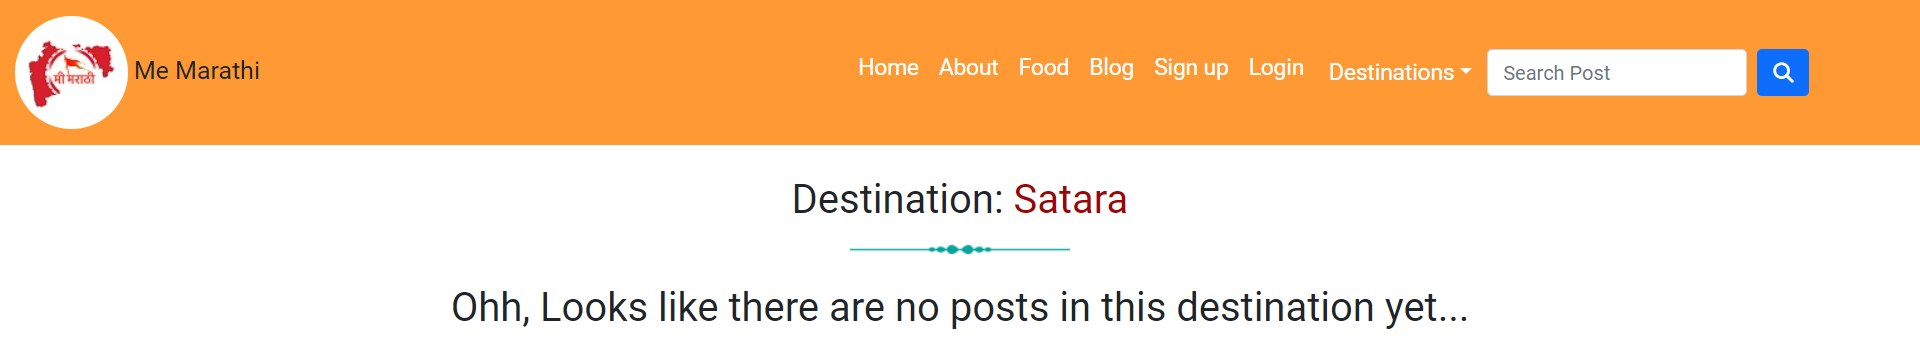 मी मराठी
Me Marathi
Home About Food Blog Sign up Login Destinations
Search Post
Destination: Satara
Ohh, Looks like there are no posts in this destination yet...